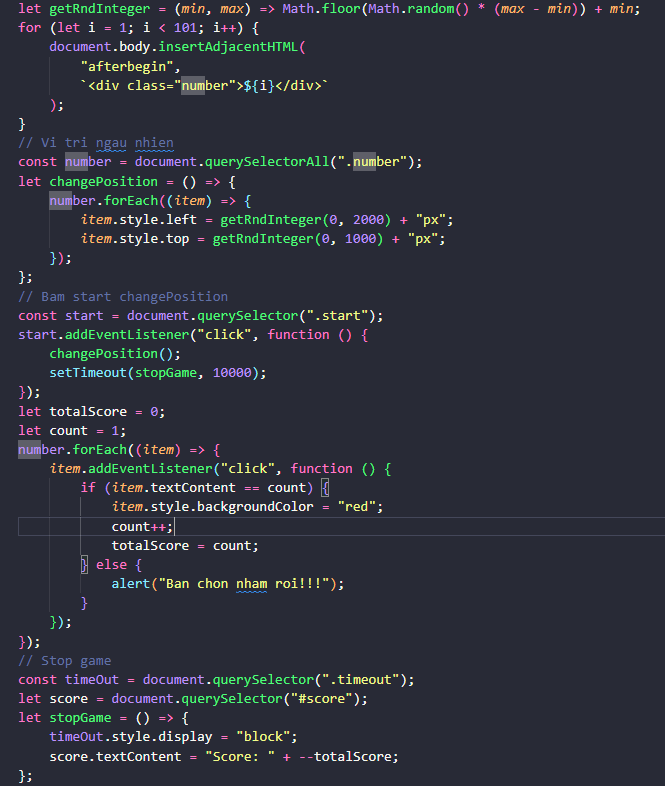 let getRndInteger = (min, max) => Math.floor(Math.random() * (max - min)) + min;
for (let i = 1; i < 101; i++) {
    document.body.insertAdjacentHTML(
        "afterbegin",
        `<div class="number">${i}</div>`
    );
}
// Vi tri ngau nhien
const number = document.querySelectorAll(".number");
let changePosition = () => {
    number.forEach((item) => {
        item.style.left = getRndInteger(0, 2000) + "px";
        item.style.top = getRndInteger(0, 1000) + "px";
    });
};
// Bam start changePosition
const start = document.querySelector(".start");
start.addEventListener("click", function () {
    changePosition();
    setTimeout(stopGame, 10000);
});
let totalScore = 0;
let count = 1;
number.forEach((item) => {
    item.addEventListener("click", function () {
        if (item.textContent == count) {
            item.style.backgroundColor = "red";
            count++;
            totalScore = count;
        } else {
            alert("Ban chon nham roi!!!");
        }
    });
});
// Stop game
const timeOut = document.querySelector(".timeout");
let score = document.querySelector("#score");
let stopGame = () => {
    timeOut.style.display = "block";
    score.textContent = "Score: " + --totalScore;
};